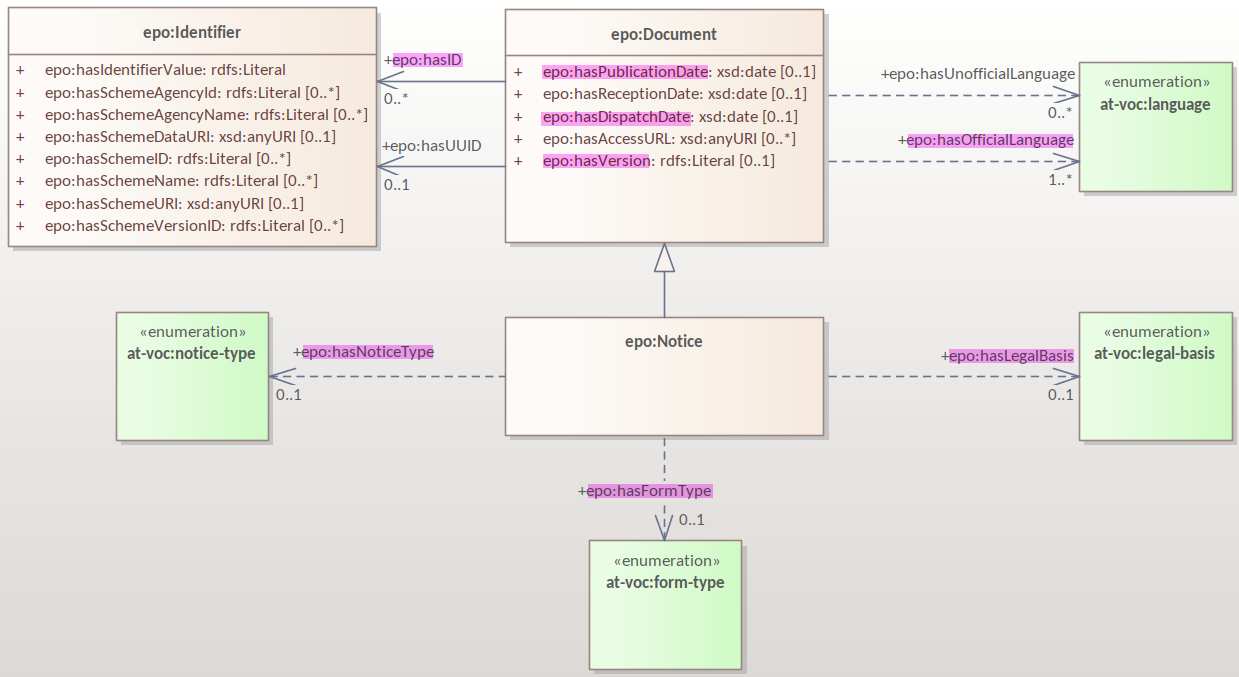 epo:Identifier
+ epo:hasIdentifierValue: rdfs:Literal
+ epo:hasSchemeAgencyId: rdfs:Literal [0..*]
+ epo:hasSchemeAgencyName: rdfs:Literal [0..*]
+ epo:hasSchemeDataURI: xsd:anyURI [0..1]
+ epo:hasSchemeID: rdfs:Literal [0..*]
+ epo:hasSchemeName: rdfs:Literal [0..*]
+ epo:hasSchemeURI: xsd:anyURI [0..1]
+ epo:hasSchemeVersionID: rdfs:Literal [0..*]
+epo:hasID
0..*
+epo:hasUUID
0..1
epo:Document
+ epo:hasPublicationDate: xsd:date [0..1]
+ epo:hasReceptionDate: xsd:date [0..1]
+ epo:hasDispatchDate: xsd:date [0..1]
+ epo:hasAccessURL: xsd:anyURI [0..*]
+ epo:hasVersion: rdfs:Literal [0..1]
+epo:hasUnofficialLanguage
0..*
+epo:hasOfficialLanguage
1..*
«enumeration»
at-voc:language
«enumeration»
at-voc:notice-type
+epo:hasNoticeType
0..1
epo:Notice
+epo:hasLegalBasis
0..1
«enumeration»
at-voc:legal-basis
+epo:hasFormType
0..1
«enumeration»
at-voc:form-type